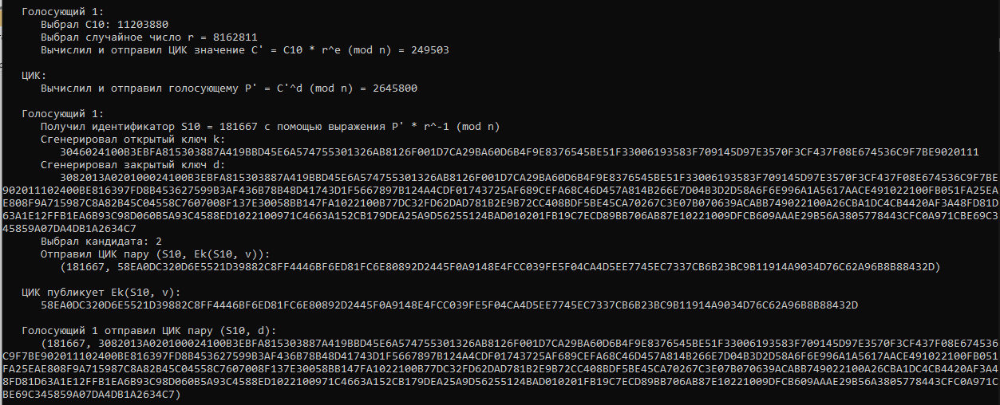 Голосующий 1:
Выбрал C10: 11203880
Выбрал случайное число r = 8162811
Вычислил и отправил ЦИК значение C' = C10 * r^e (mod n) = 249503
ЦИК:
Вычислил и отправил голосующему P' = C'^d (mod n) = 2645800
Голосующий 1:
Получил идентификатор S10 = 181667 с помощью выражения P' * r^-1 (mod n)
Сгенерировал открытый ключ k:
3046024100B3EBFA815303887A419BBD45E6A574755301326AB8126F001D7CA29BA60D6B4F9E8376545BE51F33006193583F709145D97E3570F3CF437F08E674536C9F7BE9020111
Сгенерировал закрытый ключ d:
3082013A020100024100B3EBFA815303887A419BBD45E6A574755301326AB8126F001D7CA29BA60D6B4F9E8376545BE51F33006193583F709145D97E3570F3CF437F08E674536C9F7BE
902011102400BE816397FD8B453627599B3AF436B78B48D41743D1F5667897B124A4CDF01743725AF689CEFA68C46D457A814B266E7D04B3D2D58A6F6E996A1A5617AACE491022100FB051FA25EA
E808F9A715987C8A82B45C04558C7607008F137E30058BB147FA1022100B77DC32FD62DAD781B2E9B72CC408BDF5BE45CA70267C3E07B070639ACABB749022100A26CBA1DC4CB4420AF3A48FD81D
63A1E12FFB1EA6B93C98D060B5A93C4588ED1022100971C4663A152CB179DEA25A9D56255124BAD010201FB19C7ECD89BB706AB87E10221009DFCB609AAAE29B56A3805778443CFC0A971CBE69C3
45859A07DA4DB1A2634C7
Выбрал кандидата: 2
Отправил ЦИК пару (S10, Ek(S10, v)):
(181667, 58EA0DC320D6E5521D39882C8FF4446BF6ED81FC6E80892D2445F0A9148E4FCC039FE5F04CA4D5EE7745EC7337CB6B23BC9B11914A9034D76C62A96B8B88432D)
ЦИК публикует Ek(S10, v):
58EA0DC320D6E5521D39882C8FF4446BF6ED81FC6E80892D2445F0A9148E4FCC039FE5F04CA4D5EE7745EC7337CB6B23BC9B11914A9034D76C62A96B8B88432D
Голосующий 1 отправил ЦИК пару (S10, d):
(181667, 3082013A020100024100B3EBFA815303887A419BBD45E6A574755301326AB8126F001D7CA29BA60D6B4F9E8376545BE51F33006193583F709145D97E3570F3CF437F08E674536
C9F7BE902011102400BE816397FD8B453627599B3AF436B78B48D41743D1F5667897B124A4CDF01743725AF689CEFA68C46D457A814B266E7D04B3D2D58A6F6E996A1A5617AACE491022100FB051
FA25EAE808F9A715987C8A82B45C04558C7607008F137E30058BB147FA1022100B77DC32FD62DAD781B2E9B72CC408BDF5BE45CA70267C3E07B070639ACABB749022100A26CBA1DC4CB4420AF3A4
8FD81D63A1E12FFB1EA6B93C98D060B5A93C4588ED1022100971C4663A152CB179DEA25A9D56255124BAD010201FB19C7ECD89BB706AB87E10221009DFCB609AAAE29B56A3805778443CFC0A971C
BE69C345859A07DA4DB1A2634C7)